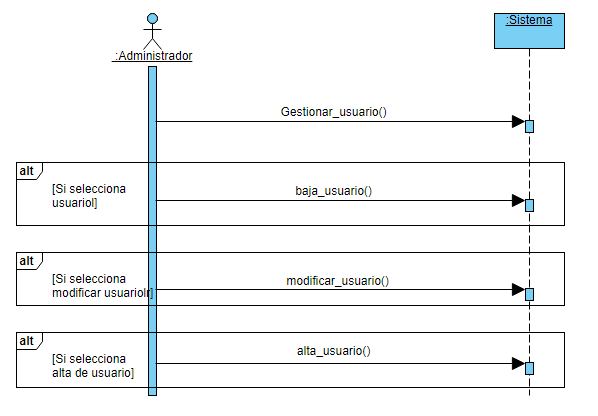 :Sistema
:Administrador
Gestionar_usuario()
alt
[Si selecciona
usuariol]
baja_usuario()
alt
[Si selecciona
modificar usuariolr]
modificar_usuario()
alt
[Si selecciona
alta de usuario]
alta_usuario()